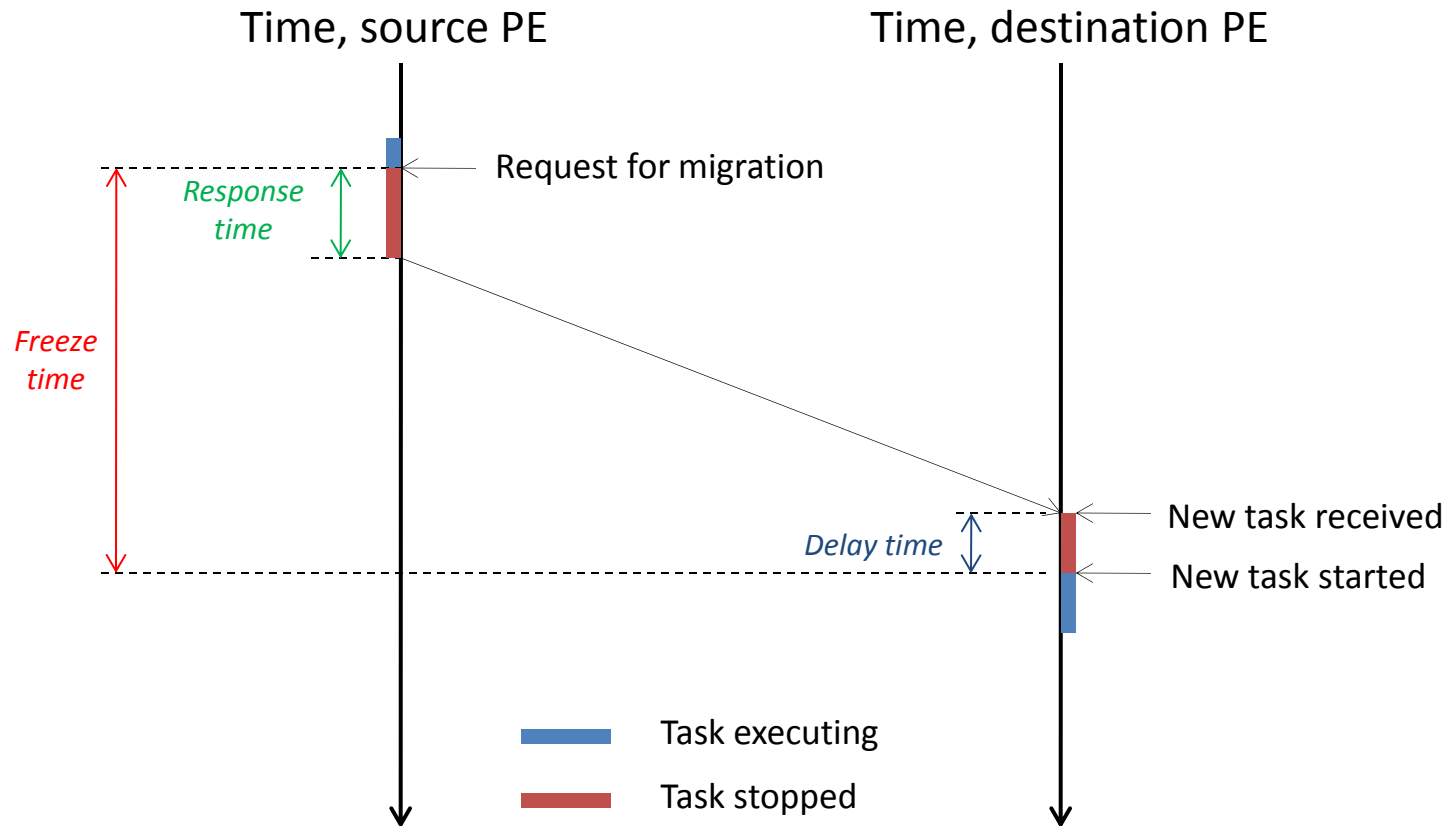 Time, source PE
Time, destination PE
Request for migration
Response
time
Freeze
time
New task received
Delay time
New task started
Task executing
Task stopped